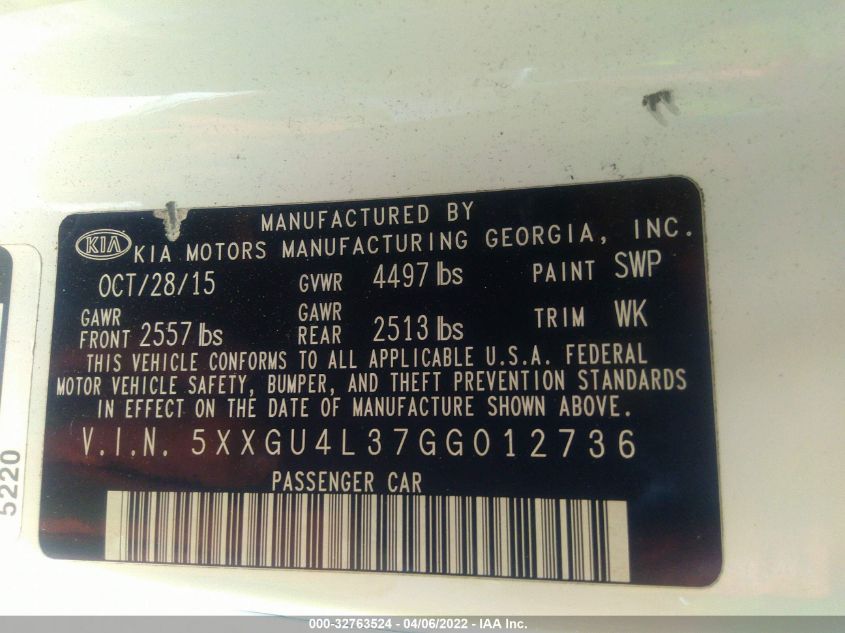 MANUFACTURED BY
KIA KIA MOTORS MANUFACTURING GEORGIA, INC.
OCT/28/15 GVWR 4497 lbs PAINT SWP
GAWR FRONT 2557 lbs GAWR REAR 2513 lbs TRIM WK
THIS VEHICLE CONFORMS TO ALL APPLICABLE U.S.A. FEDERAL
MOTOR VEHICLE SAFETY, BUMPER, AND THEFT PREVENTION STANDARDS
IN EFFECT ON THE DATE OF MANUFACTURE SHOWN ABOVE.
V.I.N. 5XXGU4L37GG012736
PASSENGER CAR
5220
000-32763524 - 04/06/2022 - IAA Inc.